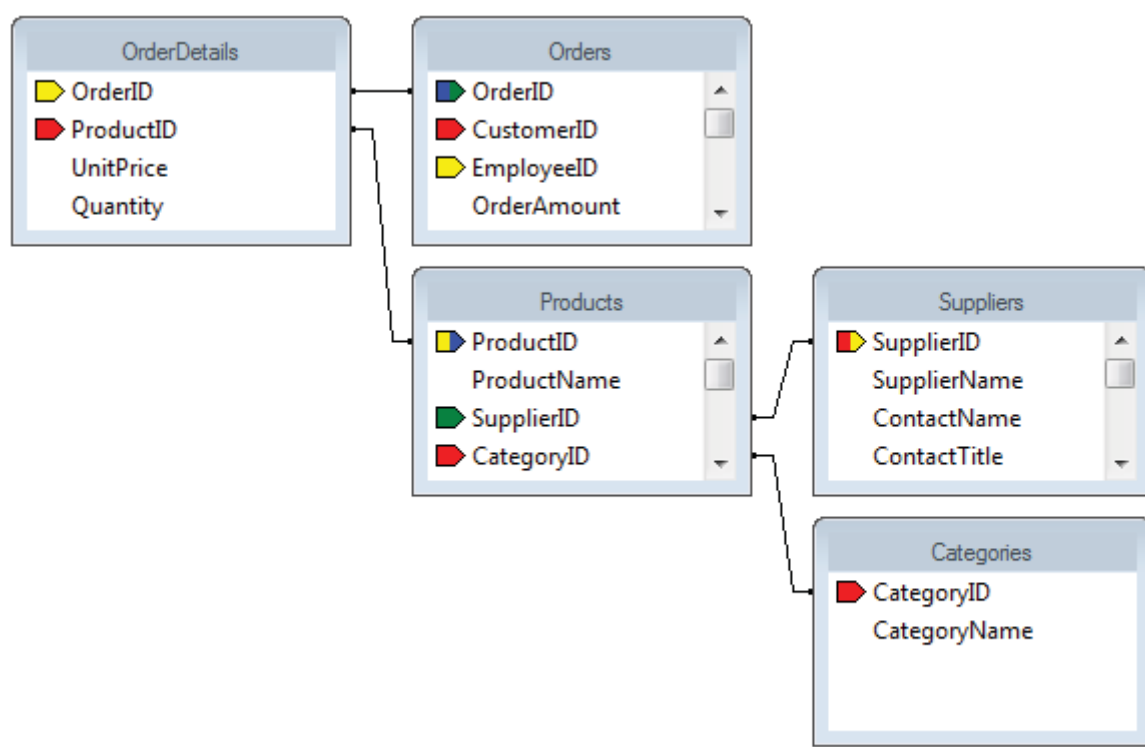 OrderDetails
OrderID
ProductID
UnitPrice
Quantity
Orders
OrderID
CustomerID
EmployeeID
OrderAmount
Products
ProductID
ProductName
SupplierID
CategoryID
Suppliers
SupplierID
SupplierName
ContactName
ContactTitle
Categories
CategoryID
CategoryName